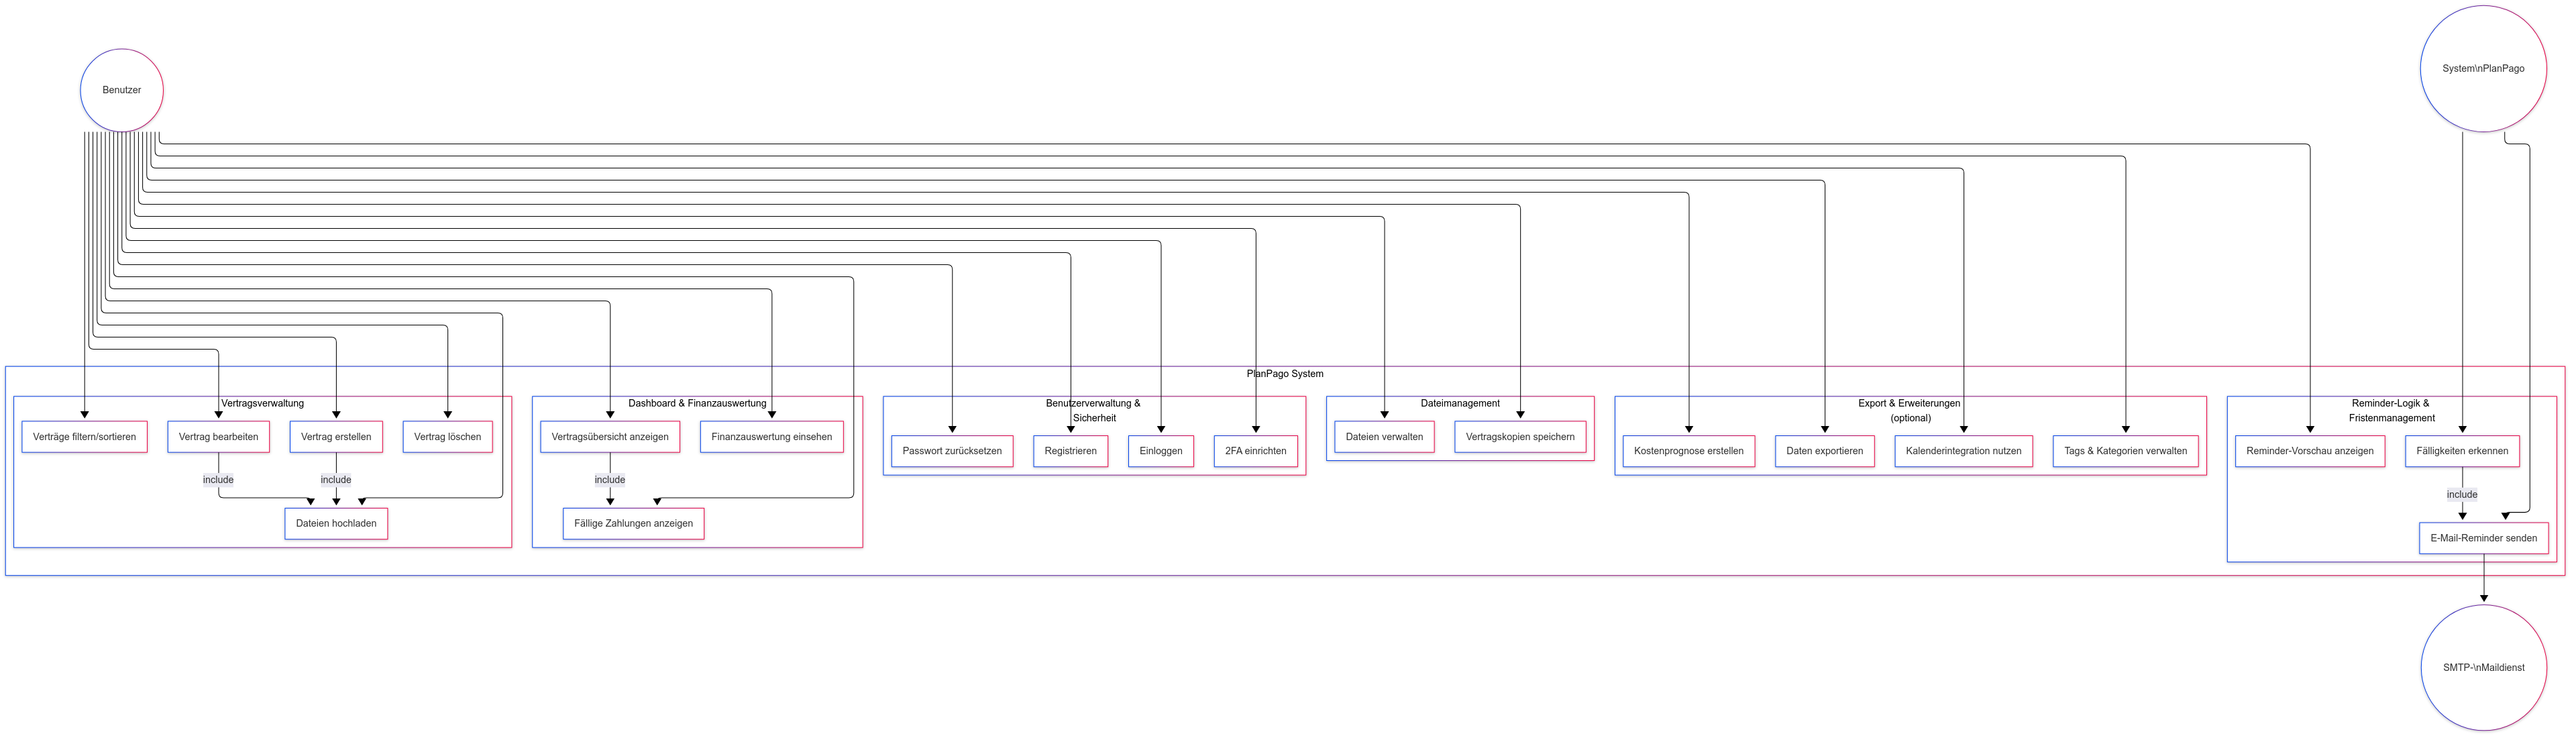 Benutzer
System\nPlanPago
PlanPago System
Vertragsverwaltung
Verträge filtern/sortieren
Vertrag bearbeiten
Vertrag erstellen
Vertrag löschen
include
include
Dateien hochladen
Dashboard & Finanzauswertung
Vertragsübersicht anzeigen
Finanzauswertung einsehen
include
Fällige Zahlungen anzeigen
Benutzerverwaltung &
Sicherheit
Passwort zurücksetzen
Registrieren
Einloggen
2FA einrichten
Dateimanagement
Dateien verwalten
Vertragskopien speichern
Export & Erweiterungen
(optional)
Kostenprognose erstellen
Daten exportieren
Kalenderintegration nutzen
Tags & Kategorien verwalten
Reminder-Logik &
Fristenmanagement
Reminder-Vorschau anzeigen
Fälligkeiten erkennen
include
E-Mail-Reminder senden
SMTP-\nMaildienst